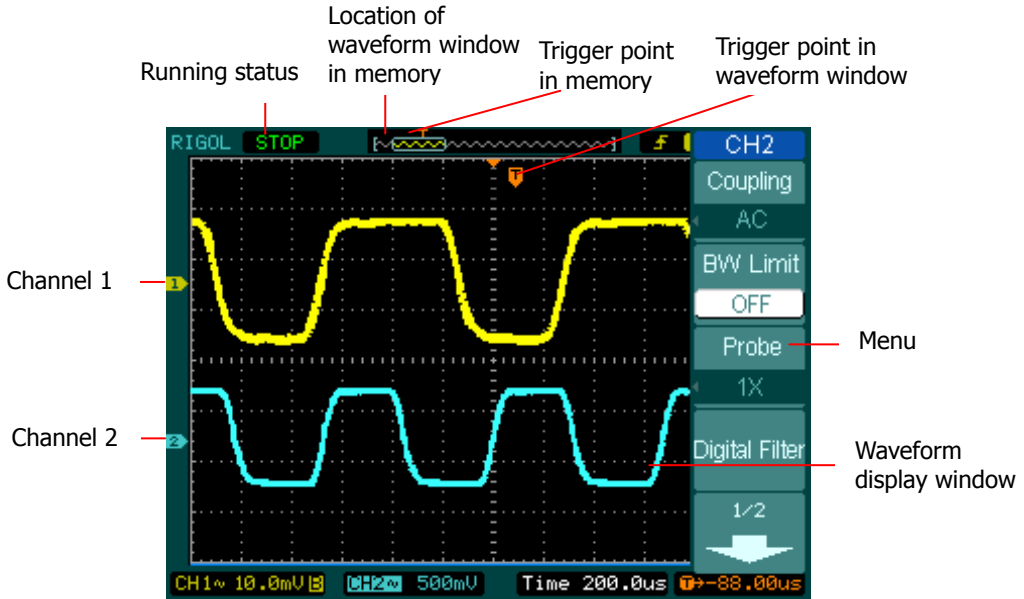 Location of
waveform window
in memory
Trigger point
in memory
Trigger point in
waveform window
Running status
RIGOL STOP
T
CH2
Coupling
AC
T
BW Limit
OFF
Channel 1
1
Probe
Menu
1X
Channel 2
2
Digital Filter
Waveform
display window
1/2
CH1~ 10.0mV B CH2~ 500mV Time 200.0us T→-88.00us